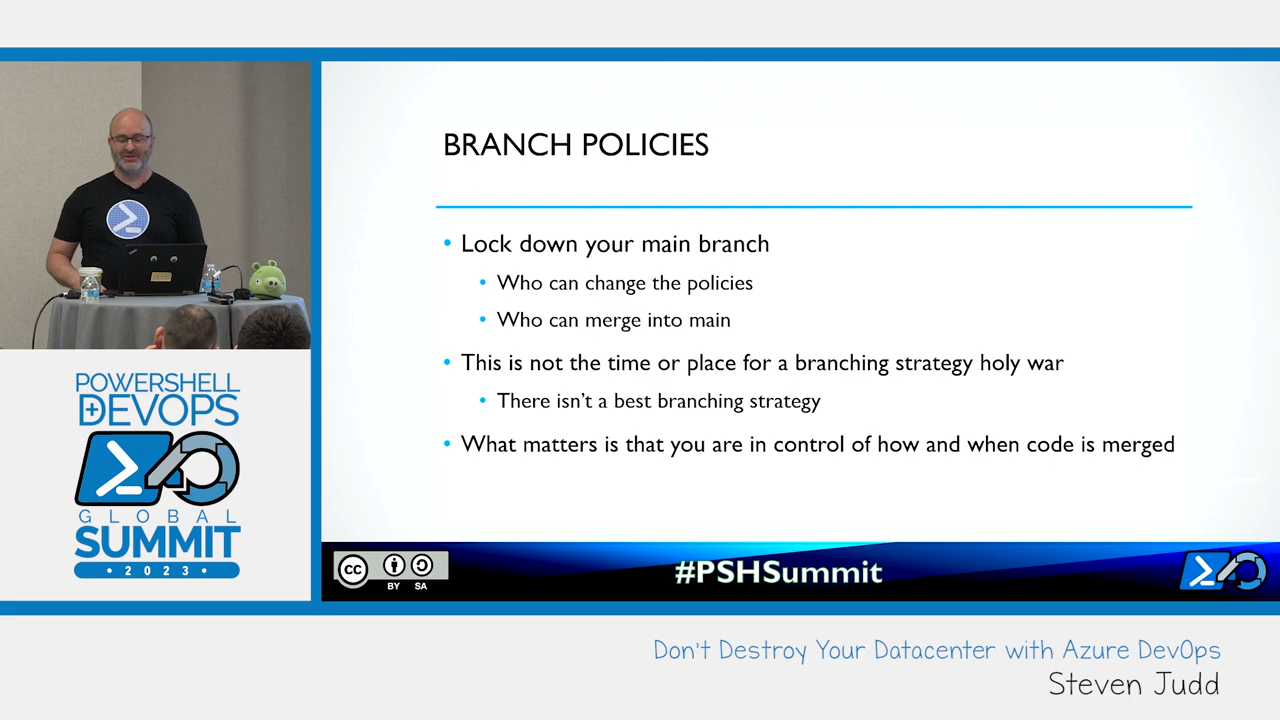 BRANCH POLICIES
• Lock down your main branch
• Who can change the policies
• Who can merge into main
• This is not the time or place for a branching strategy holy war
• There isn't a best branching strategy
• What matters is that you are in control of how and when code is merged
POWERSHELL
+DEVOPS
GLOBAL
SUMMIT
• 2023 •
cc
BY SA
#PSHSummit
Don't Destroy Your Datacenter with Azure DevOps
Steven Judd